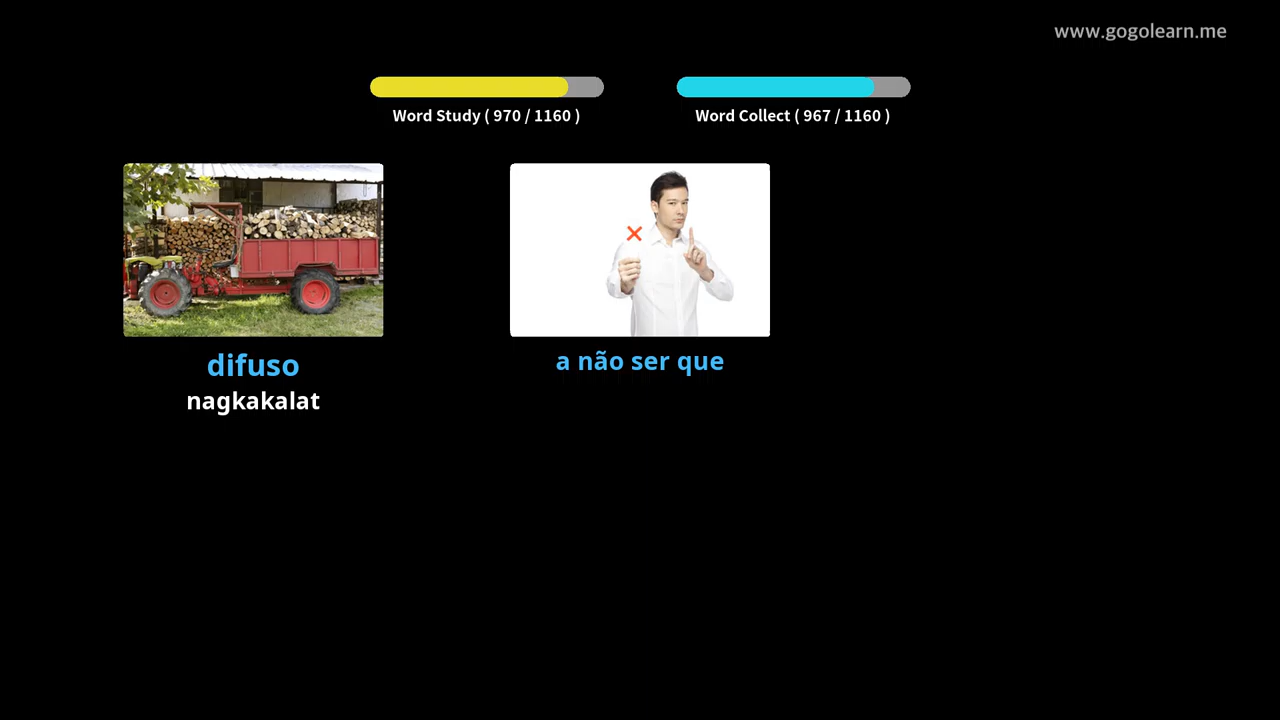 www.gogolearn.me
Word Study ( 970 / 1160 )
Word Collect ( 967 / 1160 )
difuso
nagkakalat
a não ser que